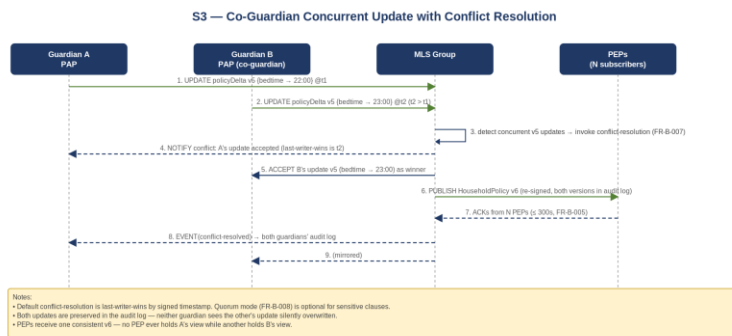 S3 — Co-Guardian Concurrent Update with Conflict Resolution
Guardian A
PAP
Guardian B
PAP (co-guardian)
MLS Group
PEPs
(N subscribers)
1. UPDATE policyDelta v5 {bedtime → 22:00} @t1
2. UPDATE policyDelta v5 {bedtime → 23:00} @t2 (t2 > t1)
3. detect concurrent v5 updates → invoke conflict-resolution (FR-B-007)
4. NOTIFY conflict: A's update accepted (last-writer-wins is t2)
5. ACCEPT B's update v5 (bedtime → 23:00) as winner
6. PUBLISH HouseholdPolicy v6 (re-signed, both versions in audit log)
7. ACKs from N PEPs (≤ 300s, FR-B-005)
8. EVENT(conflict-resolved) → both guardians' audit log
9. (mirrored)
Notes:
• Default conflict-resolution is last-writer-wins by signed timestamp. Quorum mode (FR-B-008) is optional for sensitive clauses.
• Both updates are preserved in the audit log — neither guardian sees the other's update silently overwritten.
• PEPs receive one consistent v6 — no PEP ever holds A's view while another holds B's view.